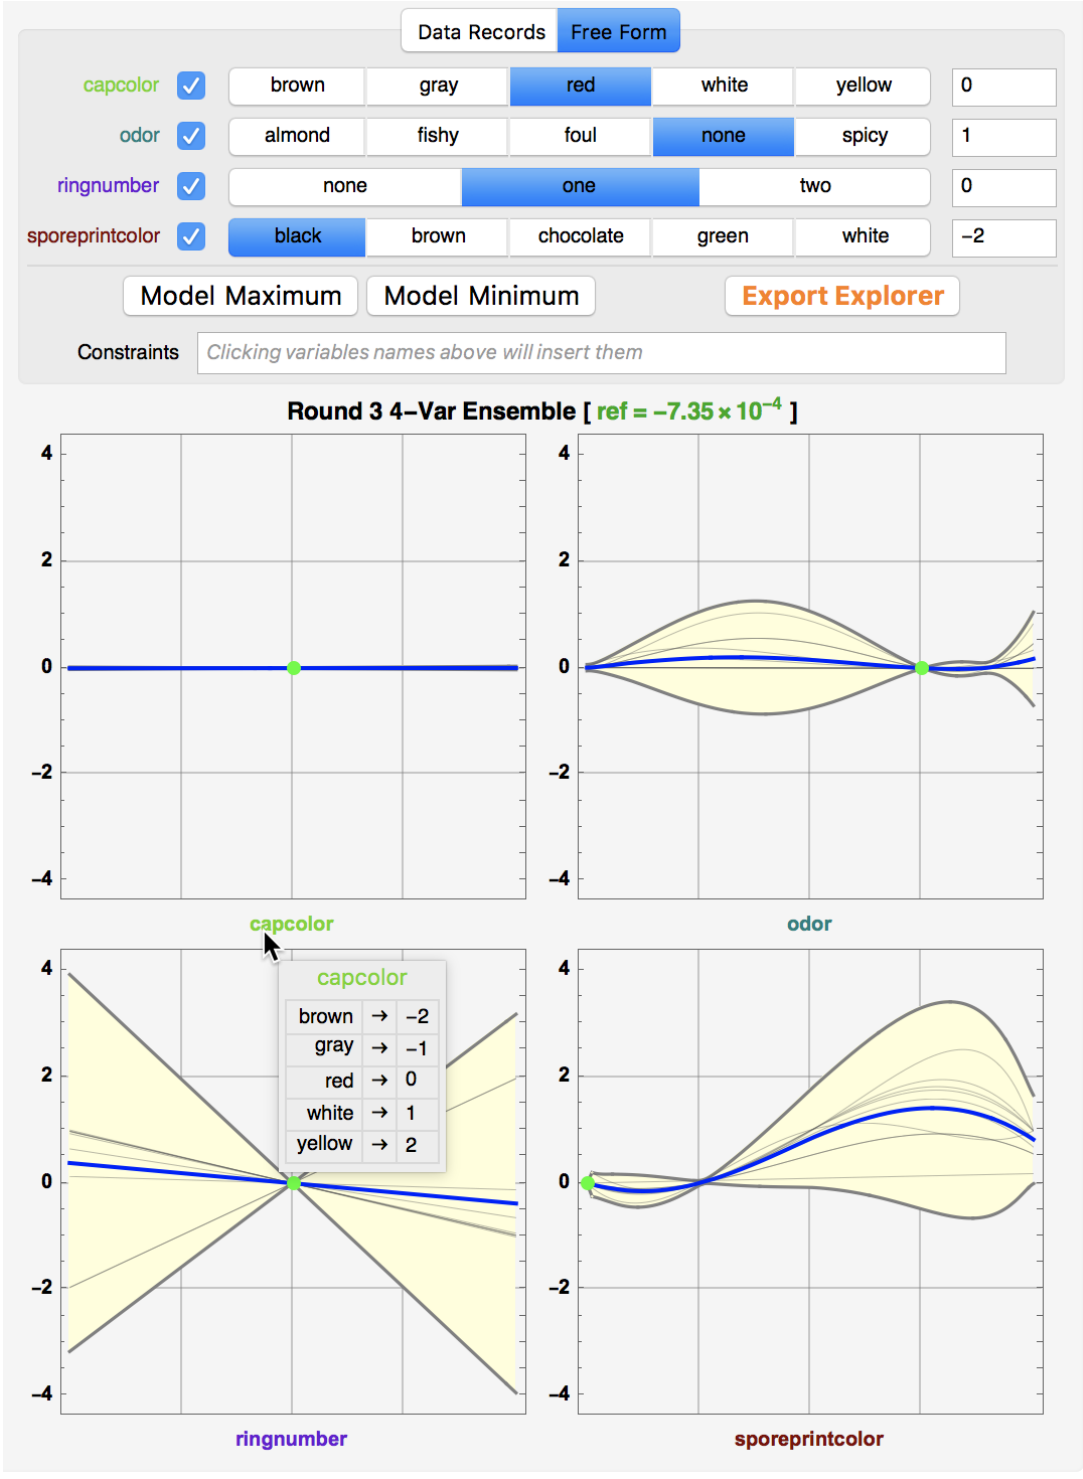 Data Records Free Form
capcolor brown gray red white yellow 0
odor almond fishy foul none spicy 1
ringnumber none one two 0
sporeprintcolor black brown chocolate green white −2
Model Maximum Model Minimum Export Explorer
Constraints Clicking variables names above will insert them
Round 3 4−Var Ensemble [ ref = −7.35 × 10⁻⁴ ]
4
2
0
−2
−4
capcolor
4
2
0
−2
−4
odor
4
2
0
−2
−4
ringnumber
capcolor
brown → −2
gray → −1
red → 0
white → 1
yellow → 2
4
2
0
−2
−4
sporeprintcolor